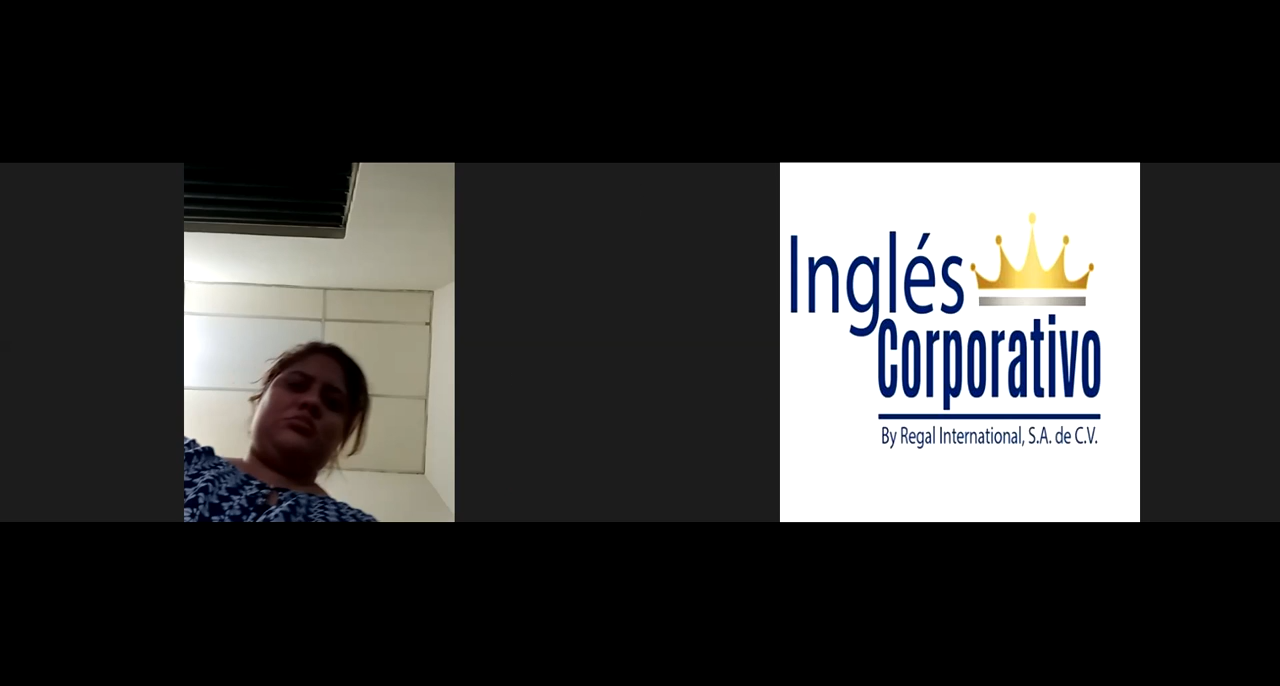 Inglés
Corporativo
By Regal International, S.A. de C.V.